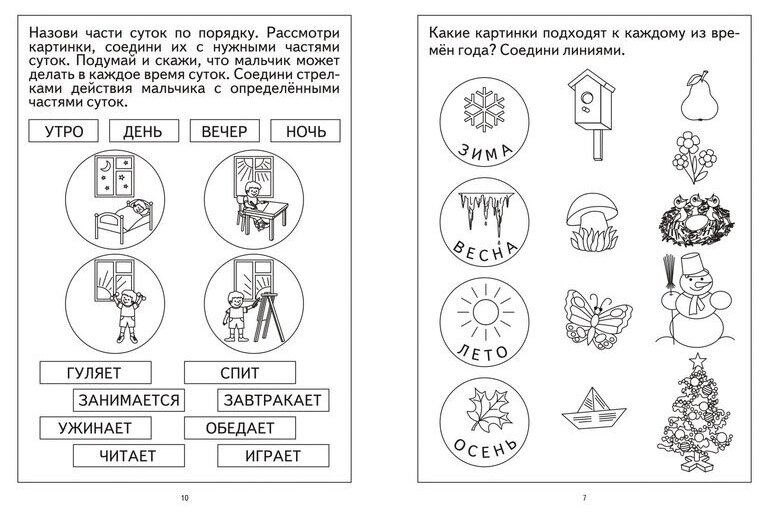 Назови части суток по порядку. Рассмотри
картинки, соедини их с нужными частями
суток. Подумай и скажи, что мальчик может
делать в каждое время суток. Соедини стрел-
ками действия мальчика с определёнными
частями суток.
УТРО ДЕНЬ ВЕЧЕР НОЧЬ
ГУЛЯЕТ СПИТ
ЗАНИМАЕТСЯ ЗАВТРАКАЕТ
УЖИНАЕТ ОБЕДАЕТ
ЧИТАЕТ ИГРАЕТ
10
Какие картинки подходят к каждому из вре-
мён года? Соедини линиями.
ЗИМА
ВЕСНА
ЛЕТО
ОСЕНЬ
7